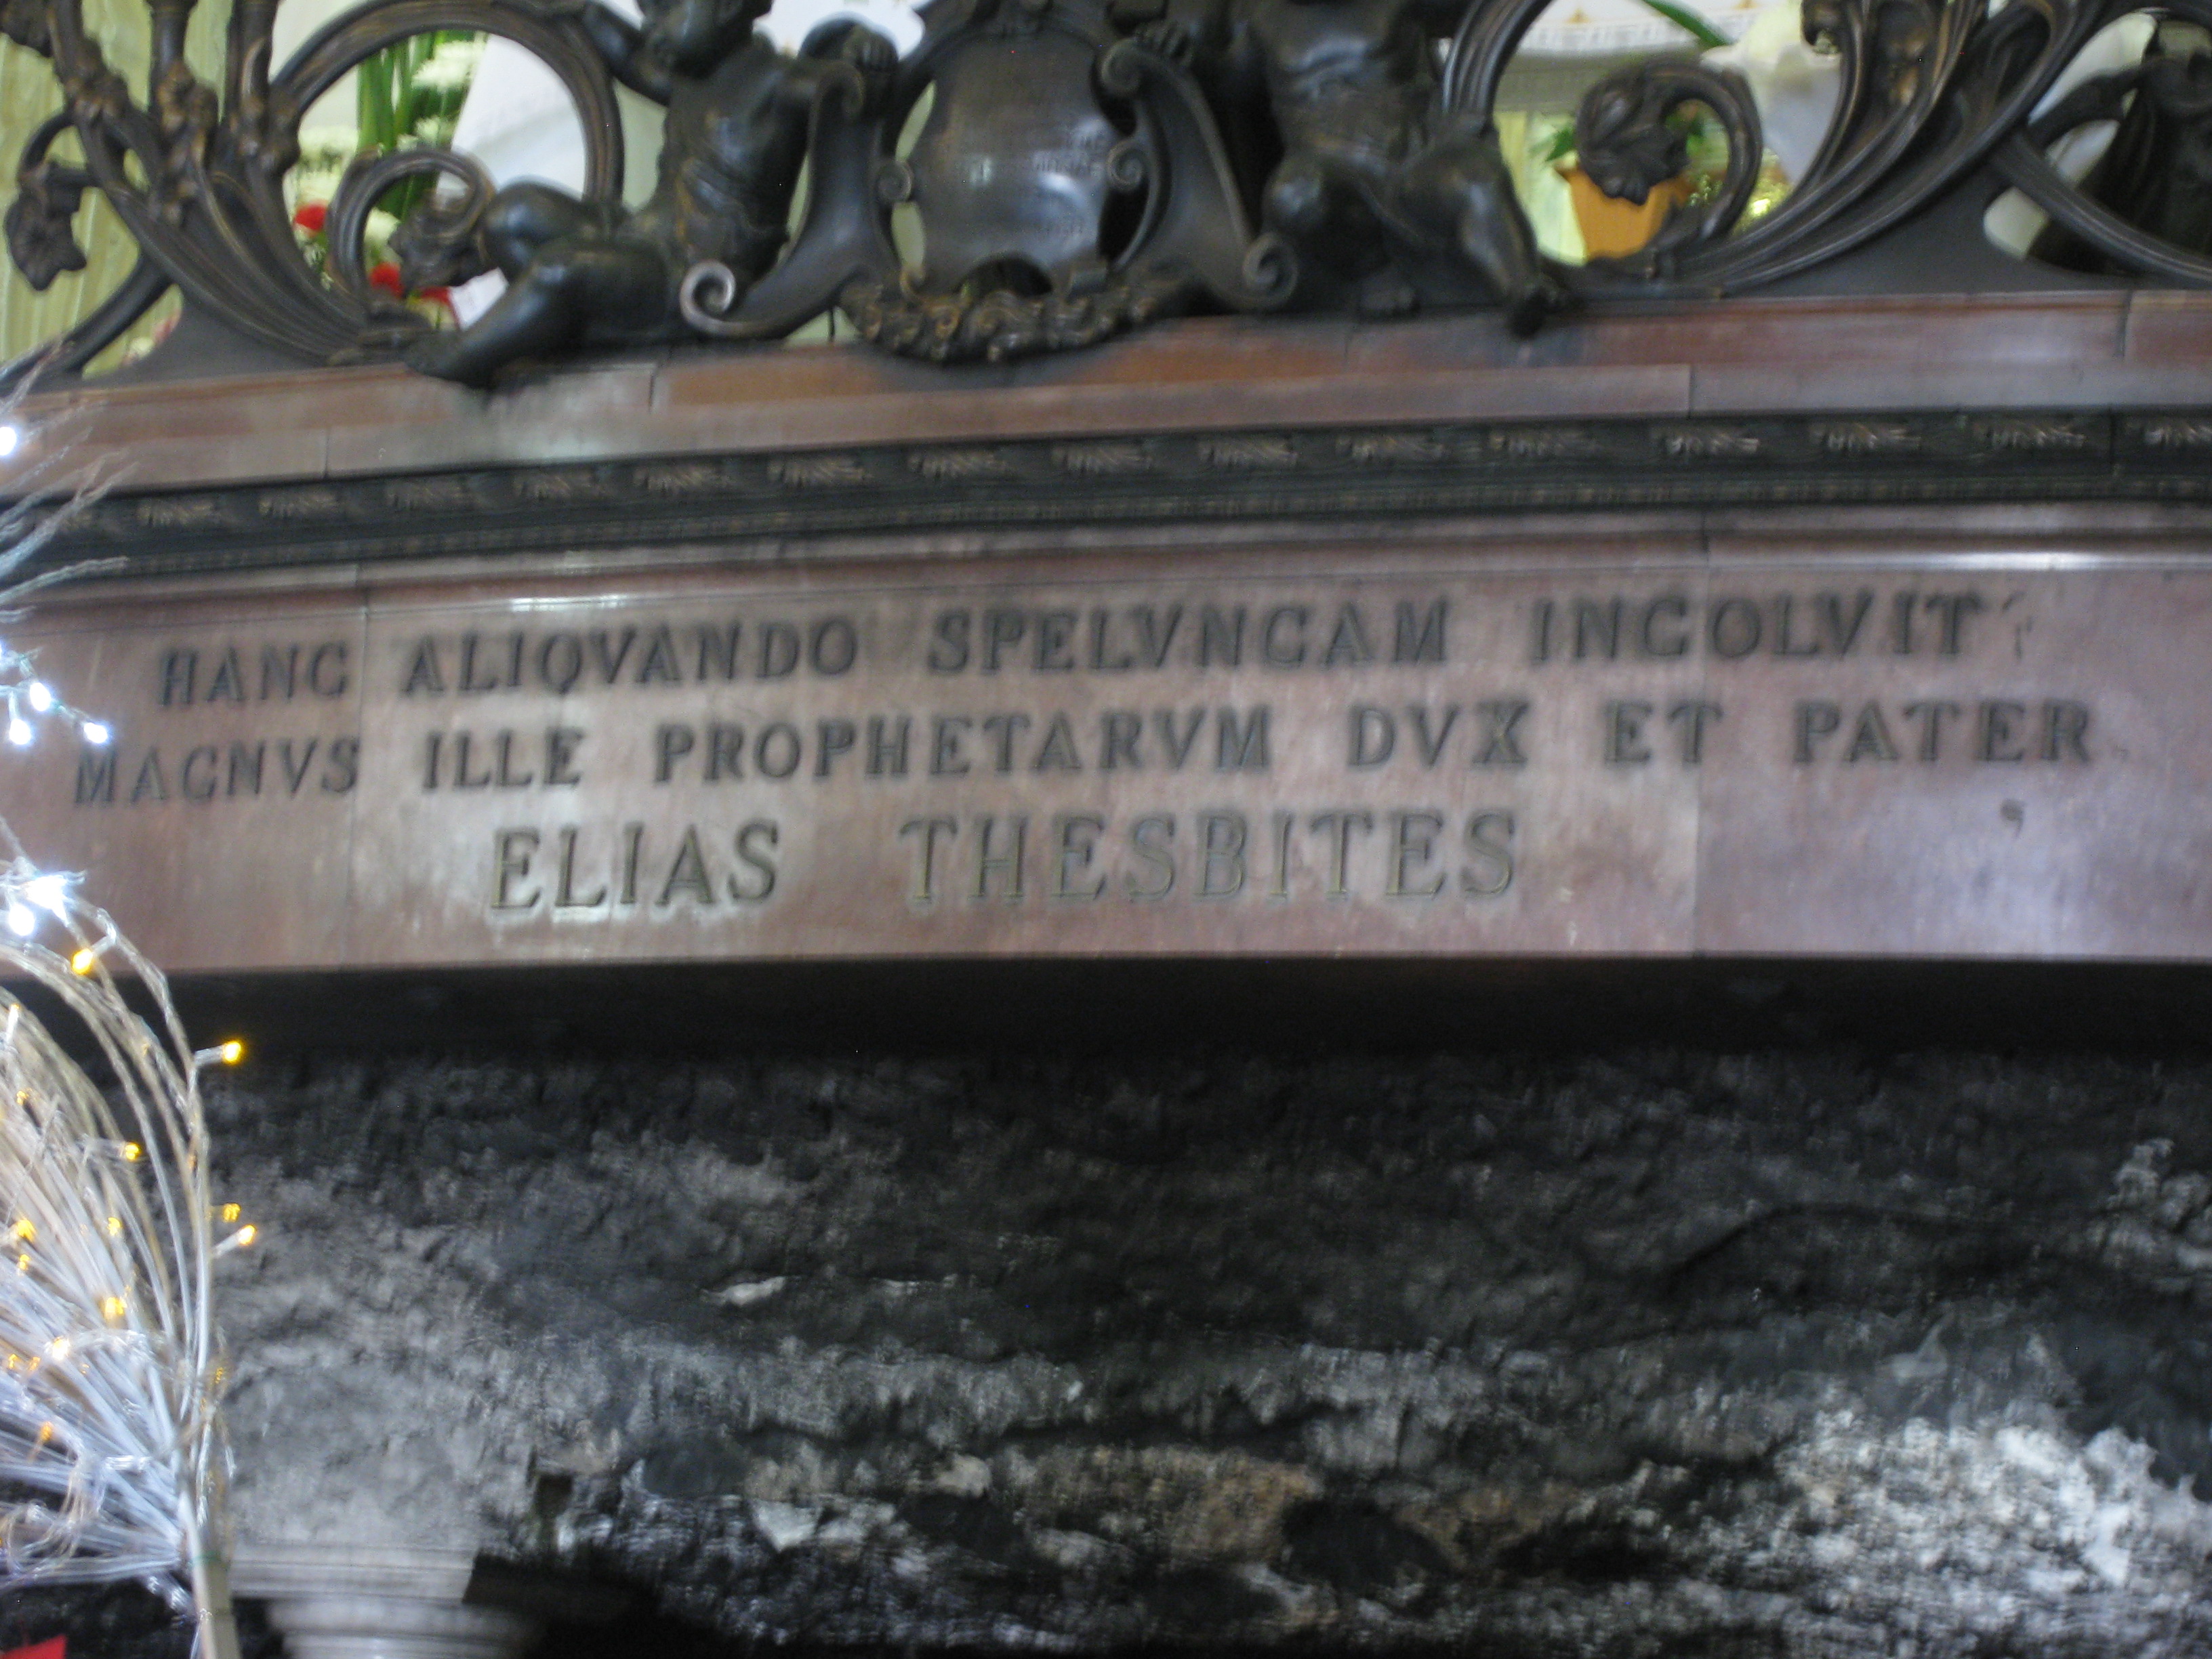 HANC ALIQVANDO SPELVNCAM INCOLVIT
MAGNVS ILLE PROPHETARVM DVX ET PATER
ELIAS THESBITES